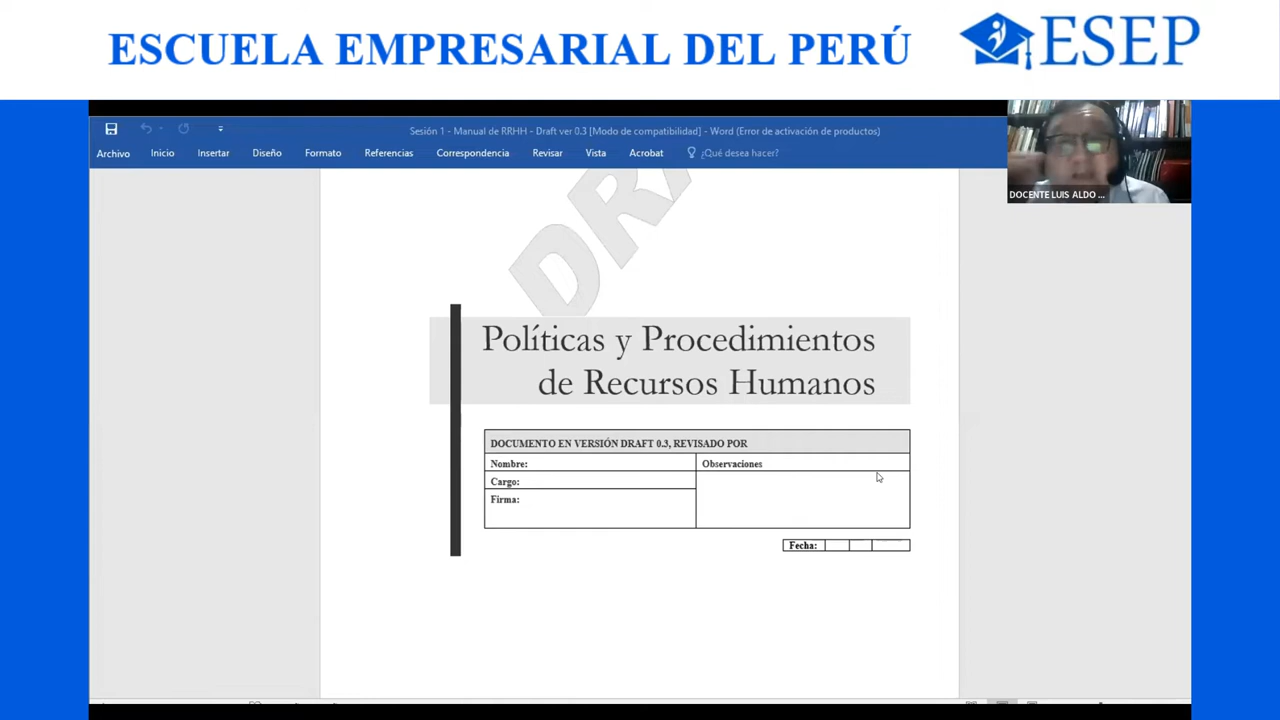 ESCUELA EMPRESARIAL DEL PERÚ
ESEP
Sesión 1 - Manual de RRHH - Draft ver 0.3 [Modo de compatibilidad] - Word (Error de activación de productos)
Archivo Inicio Insertar Diseño Formato Referencias Correspondencia Revisar Vista Acrobat ¿Qué desea hacer?
DOCENTE LUIS ALDO ...
DRA
Políticas y Procedimientos
de Recursos Humanos
DOCUMENTO EN VERSIÓN DRAFT 0.3, REVISADO POR
Nombre: Observaciones
Cargo:
Firma:
Fecha: